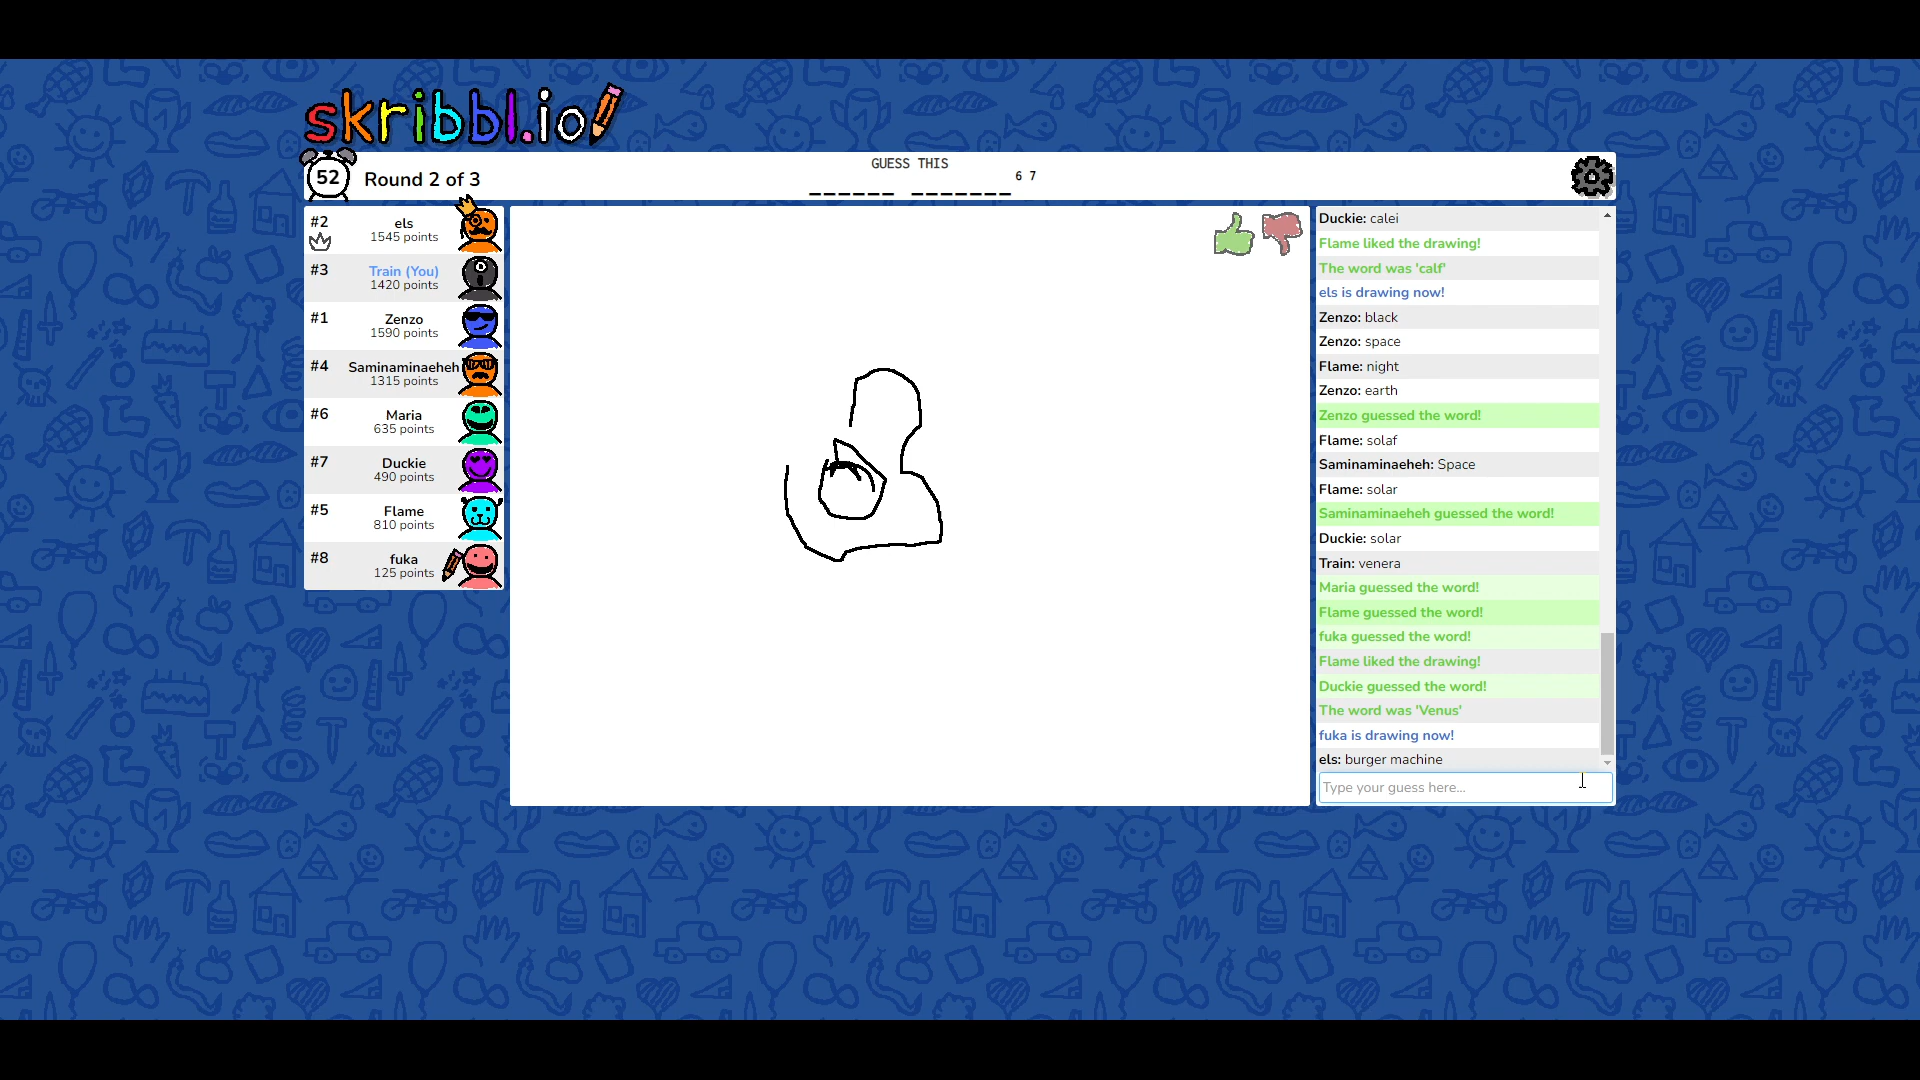 skribbl.io
52
Round 2 of 3
GUESS THIS
______ _______ 6 7
#2
els
1545 points
#3
Train (You)
1420 points
#1
Zenzo
1590 points
#4
Saminaminaeheh
1315 points
#6
Maria
635 points
#7
Duckie
490 points
#5
Flame
810 points
#8
fuka
125 points
Duckie: calei
Flame liked the drawing!
The word was 'calf'
els is drawing now!
Zenzo: black
Zenzo: space
Flame: night
Zenzo: earth
Zenzo guessed the word!
Flame: solaf
Saminaminaeheh: Space
Flame: solar
Saminaminaeheh guessed the word!
Duckie: solar
Train: venera
Maria guessed the word!
Flame guessed the word!
fuka guessed the word!
Flame liked the drawing!
Duckie guessed the word!
The word was 'Venus'
fuka is drawing now!
els: burger machine
Type your guess here...